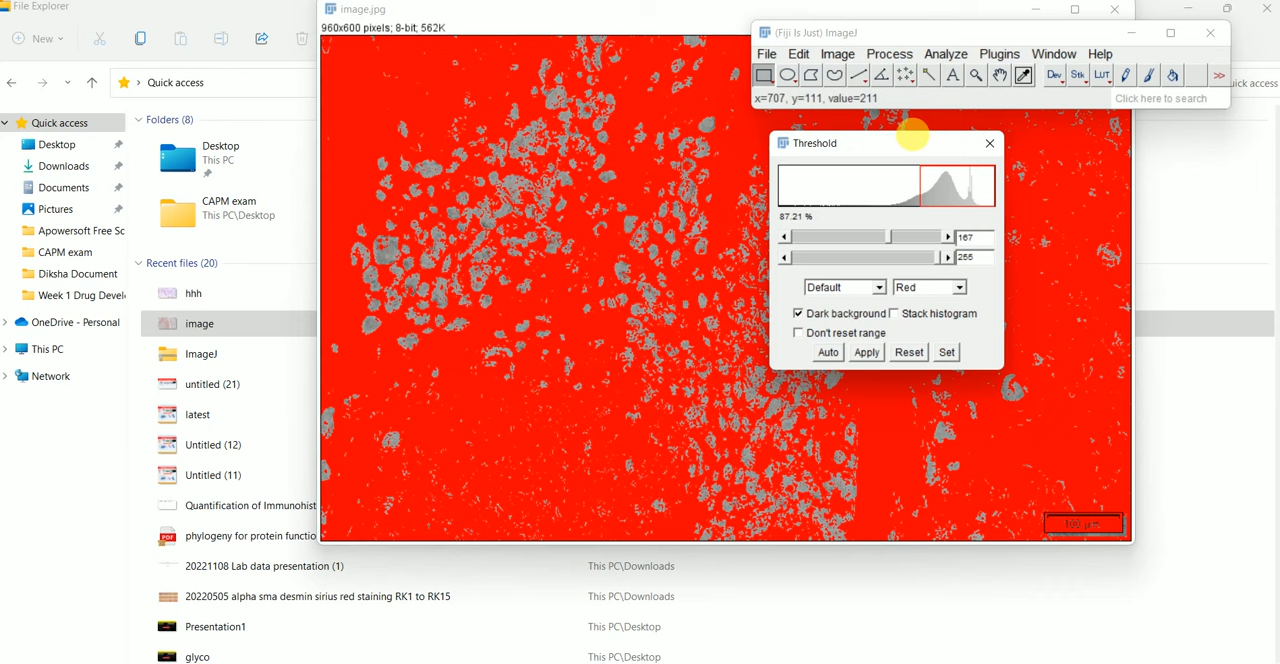 File Explorer
New
Quick access
uick access
Quick access
Desktop
Downloads
Documents
Pictures
Apowersoft Free Sc
CAPM exam
Diksha Document
Week 1 Drug Devel
OneDrive - Personal
This PC
Network
Folders (8)
Desktop
This PC
CAPM exam
This PC\Desktop
Recent files (20)
hhh
image
ImageJ
untitled (21)
latest
Untitled (12)
Untitled (11)
Quantification of Immunohist
PDF
phylogeny for protein functio
20221108 Lab data presentation (1)
This PC\Downloads
20220505 alpha sma desmin sirius red staining RK1 to RK5
This PC\Downloads
Presentation1
This PC\Desktop
glyco
This PC\Desktop
image.jpg
960x600 pixels; 8-bit; 562K
(Fiji Is Just) ImageJ
File Edit Image Process Analyze Plugins Window Help
A Dev Stk LUT >>
x=707, y=111, value=211
Click here to search
Threshold
87.21 %
167
255
Default Red
Dark background Stack histogram
Don't reset range
Auto Apply Reset Set